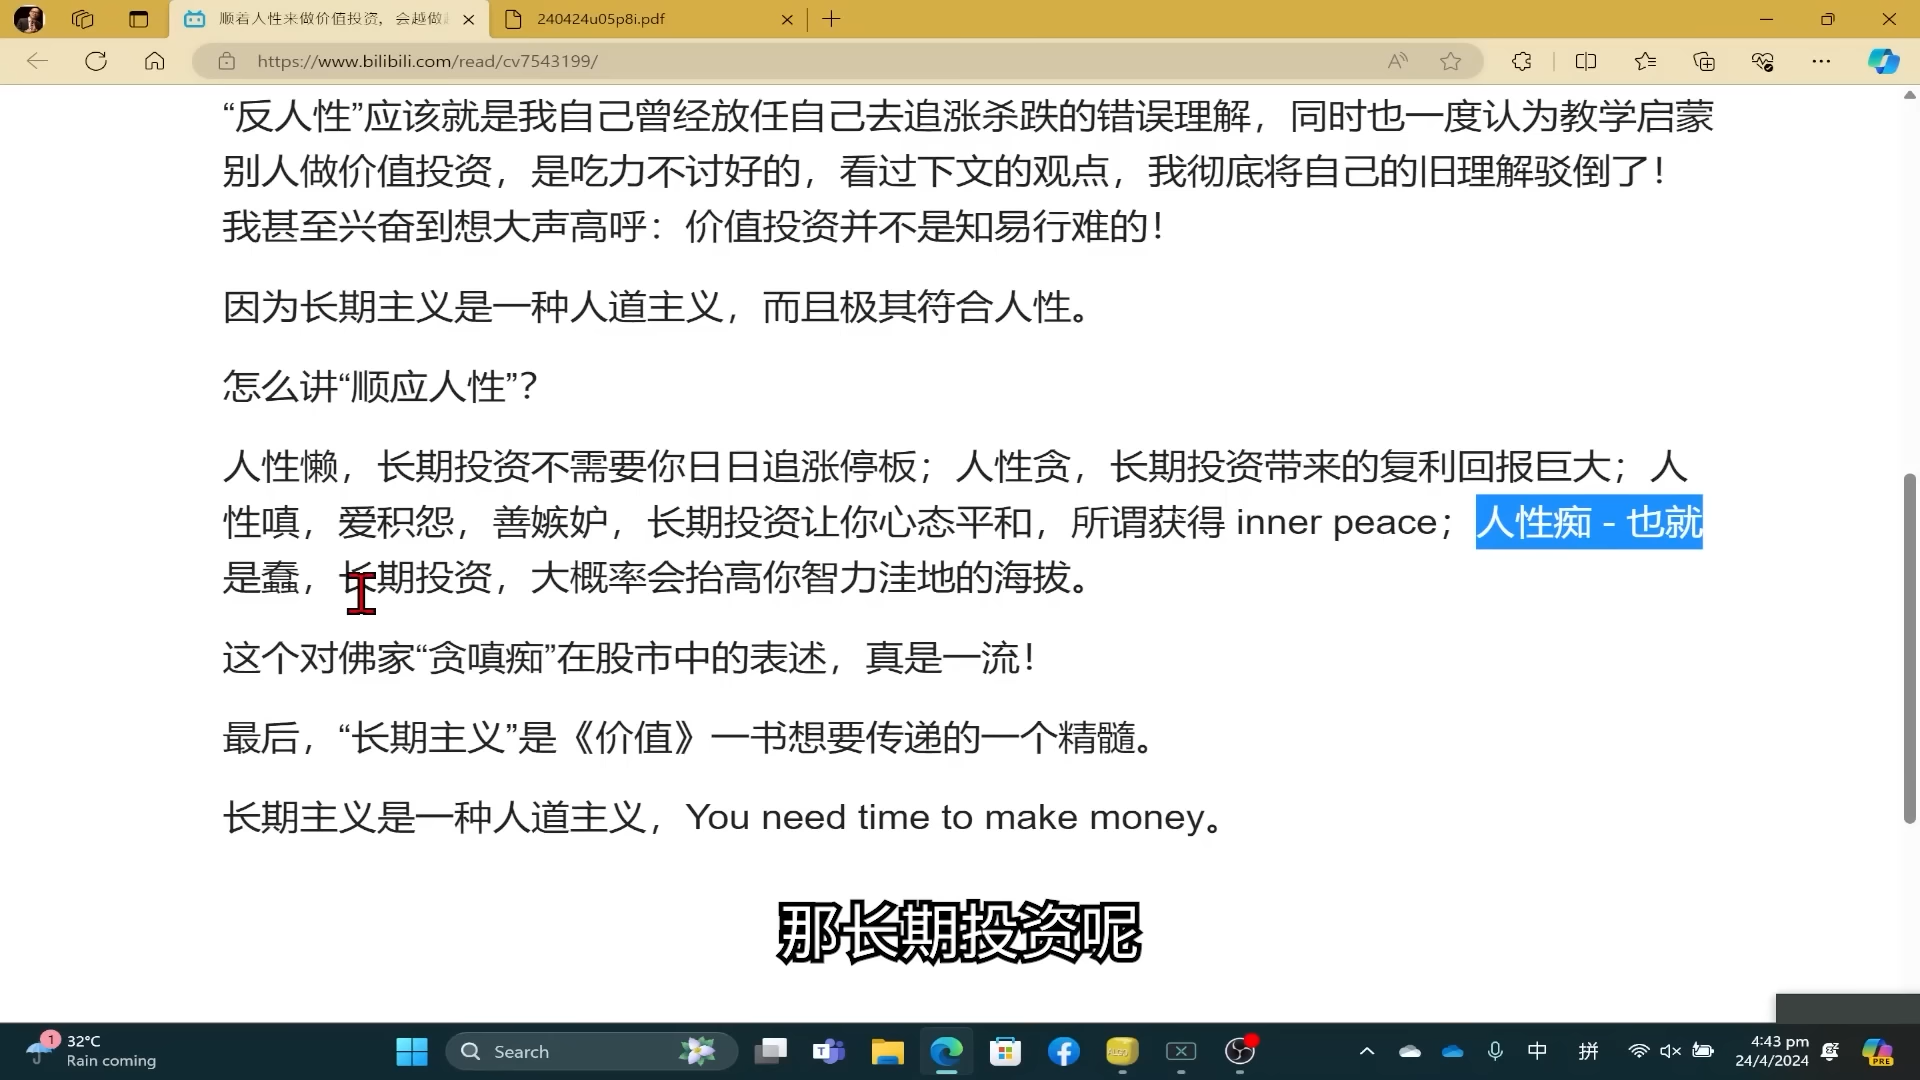 顺着人性来做价值投资，会越做
240424u05p8i.pdf
https://www.bilibili.com/read/cv7543199/
“反人性”应该就是我自己曾经放任自己去追涨杀跌的错误理解，同时也一度认为教学启蒙
别人做价值投资，是吃力不讨好的，看过下文的观点，我彻底将自己的旧理解驳倒了！
我甚至兴奋到想大声高呼：价值投资并不是知易行难的！
因为长期主义是一种人道主义，而且极其符合人性。
怎么讲“顺应人性”？
人性懒，长期投资不需要你日日追涨停板；人性贪，长期投资带来的复利回报巨大；人
性嗔，爱积怨，善嫉妒，长期投资让你心态平和，所谓获得 inner peace；人性痴 - 也就
是蠢，长期投资，大概率会抬高你智力洼地的海拔。
这个对佛家“贪嗔痴”在股市中的表述，真是一流！
最后，“长期主义”是《价值》一书想要传递的一个精髓。
长期主义是一种人道主义，You need time to make money。
那长期投资呢
1
32°C
Rain coming
Search
中
拼
4:43 pm
24/4/2024
PRE